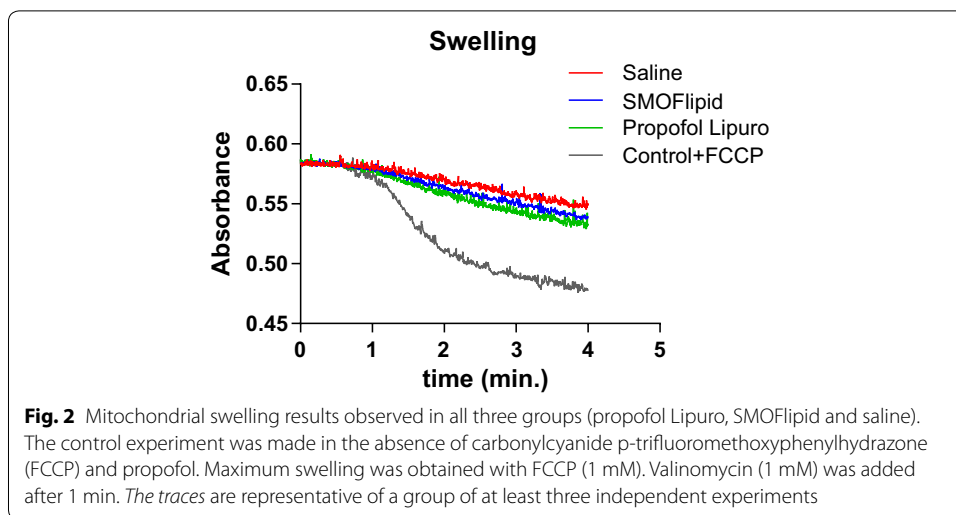 Swelling
Saline
SMOFlipid
Propofol Lipuro
Control+FCCP
Absorbance
0.65
0.60
0.55
0.50
0.45
0 1 2 3 4 5
time (min.)
Fig. 2 Mitochondrial swelling results observed in all three groups (propofol Lipuro, SMOFlipid and saline).
The control experiment was made in the absence of carbonylcyanide p-trifluoromethoxyphenylhydrazone
(FCCP) and propofol. Maximum swelling was obtained with FCCP (1 mM). Valinomycin (1 mM) was added
after 1 min. The traces are representative of a group of at least three independent experiments